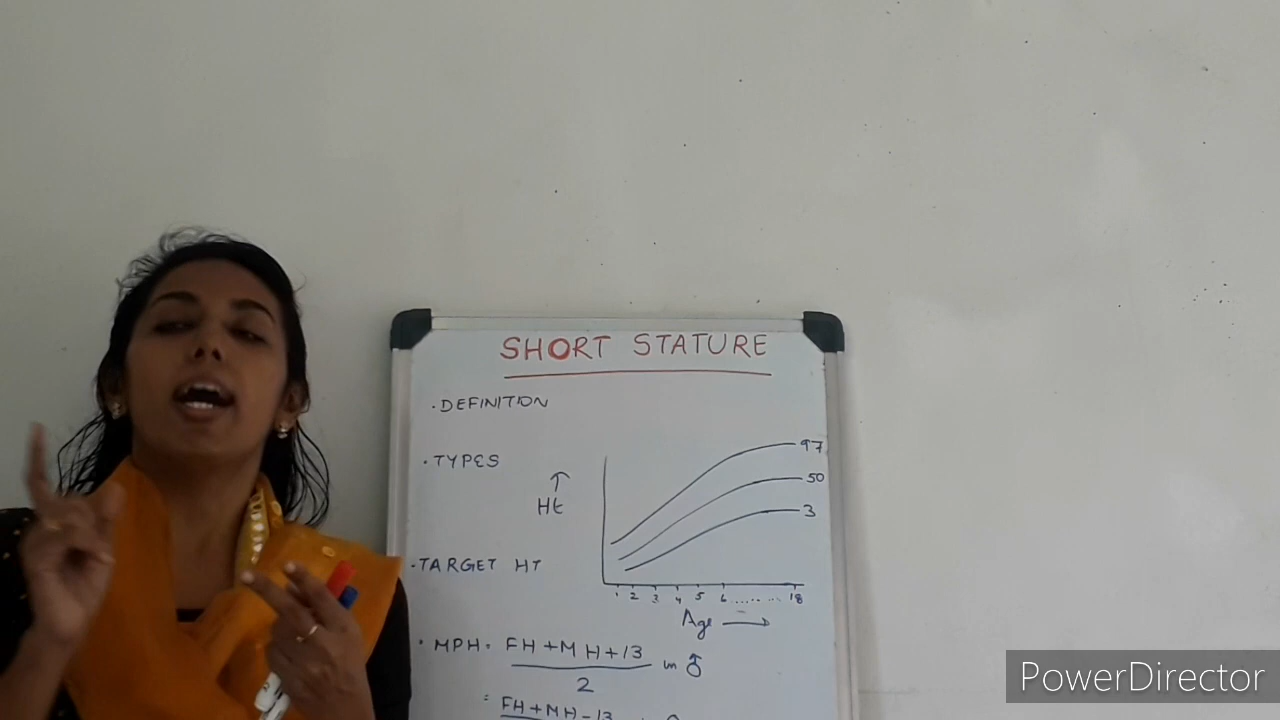 SHORT STATURE
· DEFINITION
· TYPES
↑
Ht
97
50
3
1 2 3 4 5 6 ........ 18
Age →
· TARGET HT
· MPH = FH + MH + 13 / 2 in ♂
= FH + MH - 13
PowerDirector